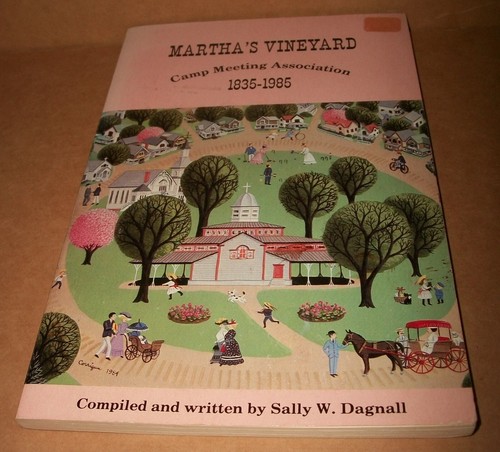 MARTHA'S VINEYARD
Camp Meeting Association
1835-1985
Compiled and written by Sally W. Dagnall